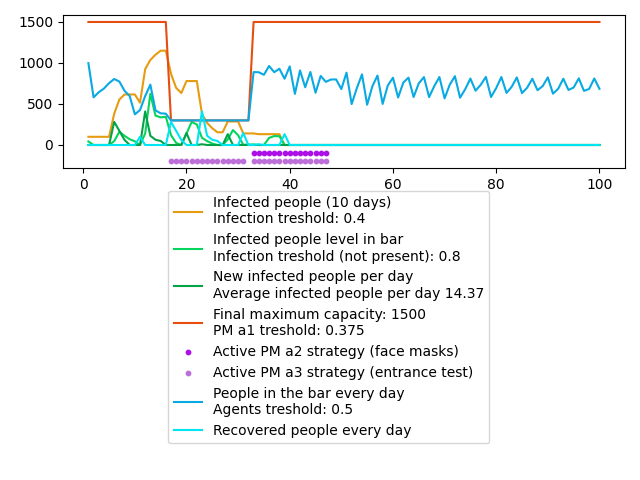 1500
1000
500
0
0
20
40
60
80
100
Infected people (10 days)
Infection treshold: 0.4
Infected people level in bar
Infection treshold (not present): 0.8
New infected people per day
Average infected people per day 14.37
Final maximum capacity: 1500
PM a1 treshold: 0.375
Active PM a2 strategy (face masks)
Active PM a3 strategy (entrance test)
People in the bar every day
Agents treshold: 0.5
Recovered people every day